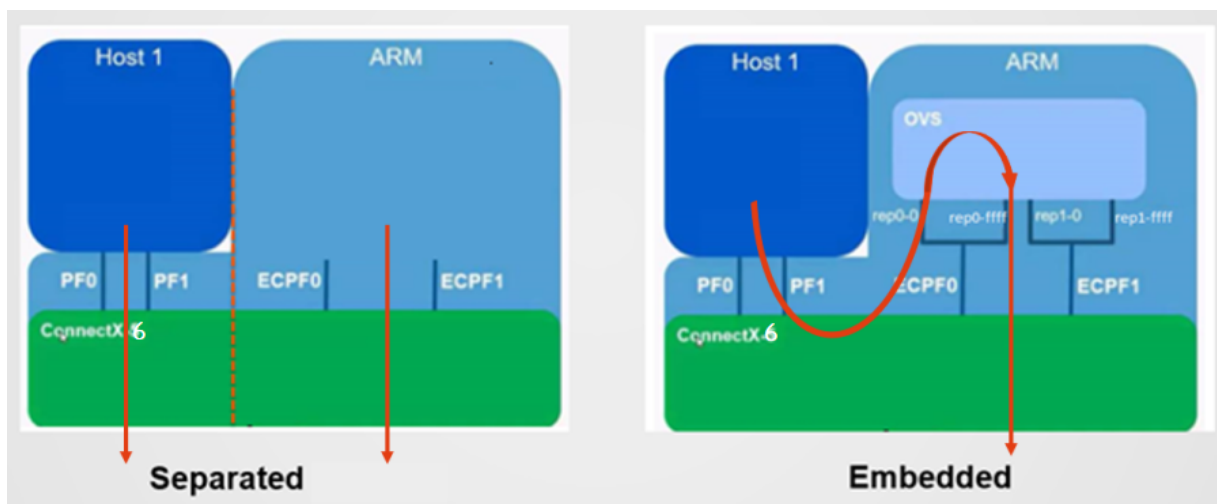 Host 1
ARM
PF0
PF1
ECPF0
ECPF1
ConnectX-6
Separated
Host 1
ARM
OVS
rep0-0
rep0-ffff
rep1-0
rep1-ffff
PF0
PF1
ECPF0
ECPF1
ConnectX-6
Embedded